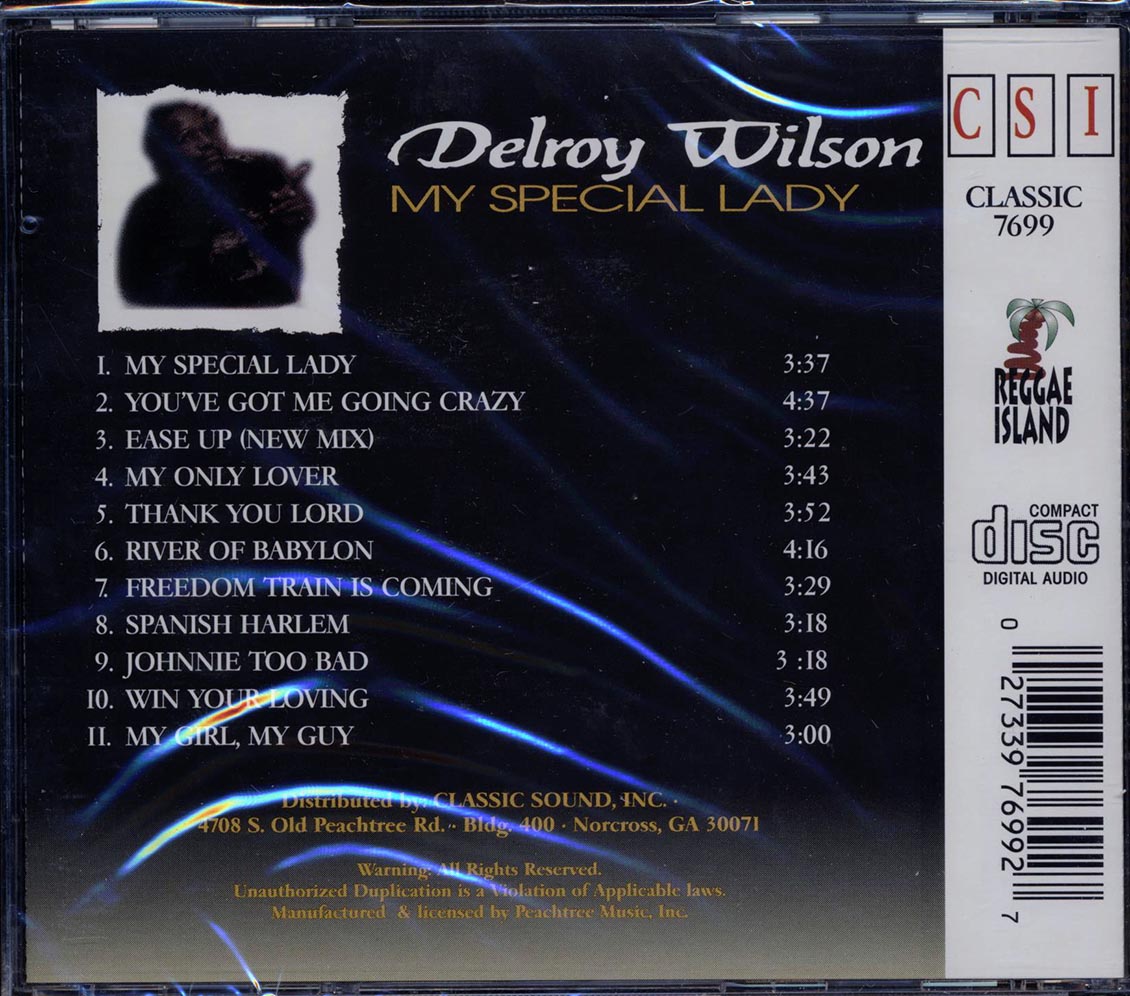 Delroy Wilson
MY SPECIAL LADY
1. MY SPECIAL LADY 3:37
2. YOU'VE GOT ME GOING CRAZY 4:37
3. EASE UP (NEW MIX) 3:22
4. MY ONLY LOVER 3:43
5. THANK YOU LORD 3:52
6. RIVER OF BABYLON 4:16
7. FREEDOM TRAIN IS COMING 3:29
8. SPANISH HARLEM 3:18
9. JOHNNIE TOO BAD 3 :18
10. WIN YOUR LOVING 3:49
11. MY GIRL, MY GUY 3:00
Distributed by: CLASSIC SOUND, INC. ·
4708 S. Old Peachtree Rd. · Bldg. 400 · Norcross, GA 30071
Warning: All Rights Reserved.
Unauthorized Duplication is a Violation of Applicable laws.
Manufactured & licensed by Peachtree Music, Inc.
CSI
CLASSIC
7699
REGGAE
ISLAND
COMPACT
disc
DIGITAL AUDIO
0 27339 76992 7